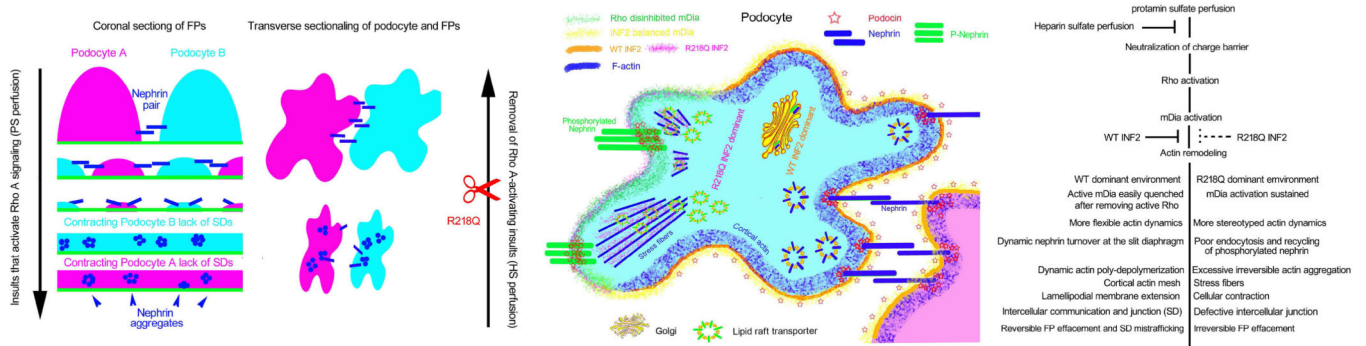 Coronal sectiong of FPs
Transverse sectionaling of podocyte and FPs
Podocyte A
Podocyte B
Nephrin
pair
Contracting Podocyte B lack of SDs
Contracting Podocyte A lack of SDs
Nephrin
aggregates
Insults that activate Rho A signaling (PS perfusion)
Removal of Rho A-activating insults (HS perfusion)
R218Q
Rho disinhibited mDia
INF2 balanced mDia
WT INF2
R218Q INF2
F-actin
Podocyte
Podocin
Nephrin
P-Nephrin
Phosphorylated
Nephrin
R218Q INF2 dominant
WT INF2 dominant
Stress fibers
Cortical actin
Nephrin
Golgi
Lipid raft transporter
protamin sulfate perfusion
Heparin sulfate perfusion
Neutralization of charge barrier
Rho activation
mDia activation
WT INF2
R218Q INF2
Actin remodeling
WT dominant environment
R218Q dominant environment
Active mDia easily quenched
after removing active Rho
mDia activation sustained
More flexible actin dynamics
More stereotyped actin dynamics
Dynamic nephrin turnover at the slit diaphragm
Poor endocytosis and recycling
of phosphorylated nephrin
Dynamic actin poly-depolymerization
Excessive irreversible actin aggregation
Cortical actin mesh
Stress fibers
Lamellipodial membrane extension
Cellular contraction
Intercellular communication and junction (SD)
Defective intercellular junction
Reversible FP effacement and SD mistrafficking
Irreversible FP effacement